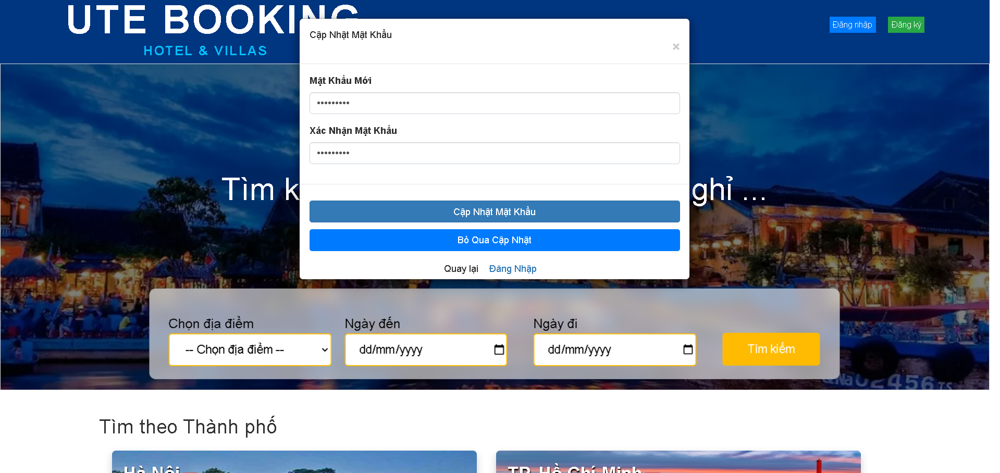 UTE BOOKING
HOTEL & VILLAS
Đăng nhập
Đăng ký
Cập Nhật Mật Khẩu
×
Mật Khẩu Mới
•••••••••
Xác Nhận Mật Khẩu
•••••••••
Tìm k
ghỉ ...
Cập Nhật Mật Khẩu
Bỏ Qua Cập Nhật
Quay lại Đăng Nhập
Chọn địa điểm
-- Chọn địa điểm --
Ngày đến
dd/mm/yyyy
Ngày đi
dd/mm/yyyy
Tìm kiếm
02456
Tìm theo Thành phố
Hà Nội
TP. Hồ Chí Minh